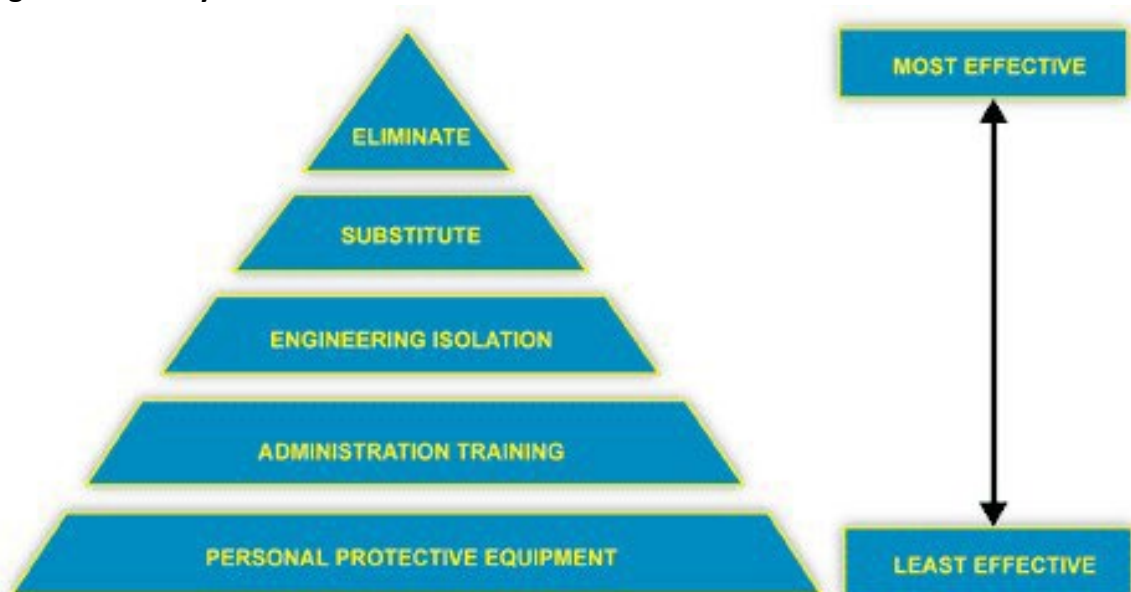 ELIMINATE
SUBSTITUTE
ENGINEERING ISOLATION
ADMINISTRATION TRAINING
PERSONAL PROTECTIVE EQUIPMENT
MOST EFFECTIVE
LEAST EFFECTIVE